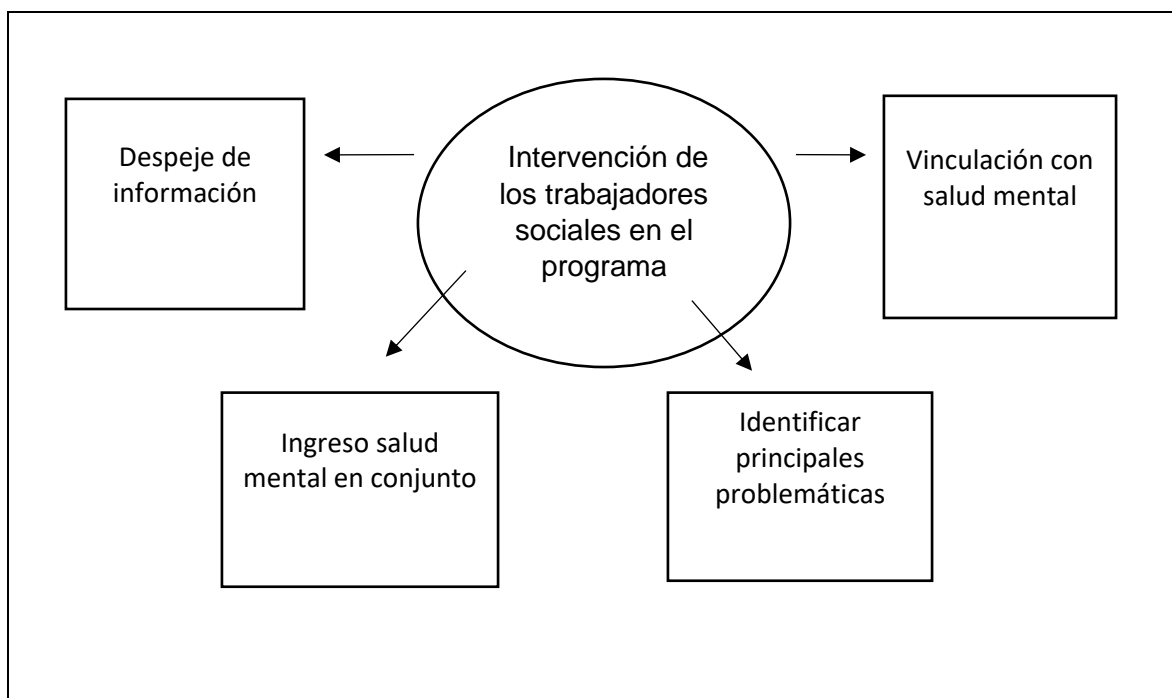 Despeje de
información
Intervención de
los trabajadores
sociales en el
programa
Vinculación con
salud mental
Ingreso salud
mental en conjunto
Identificar
principales
problemáticas